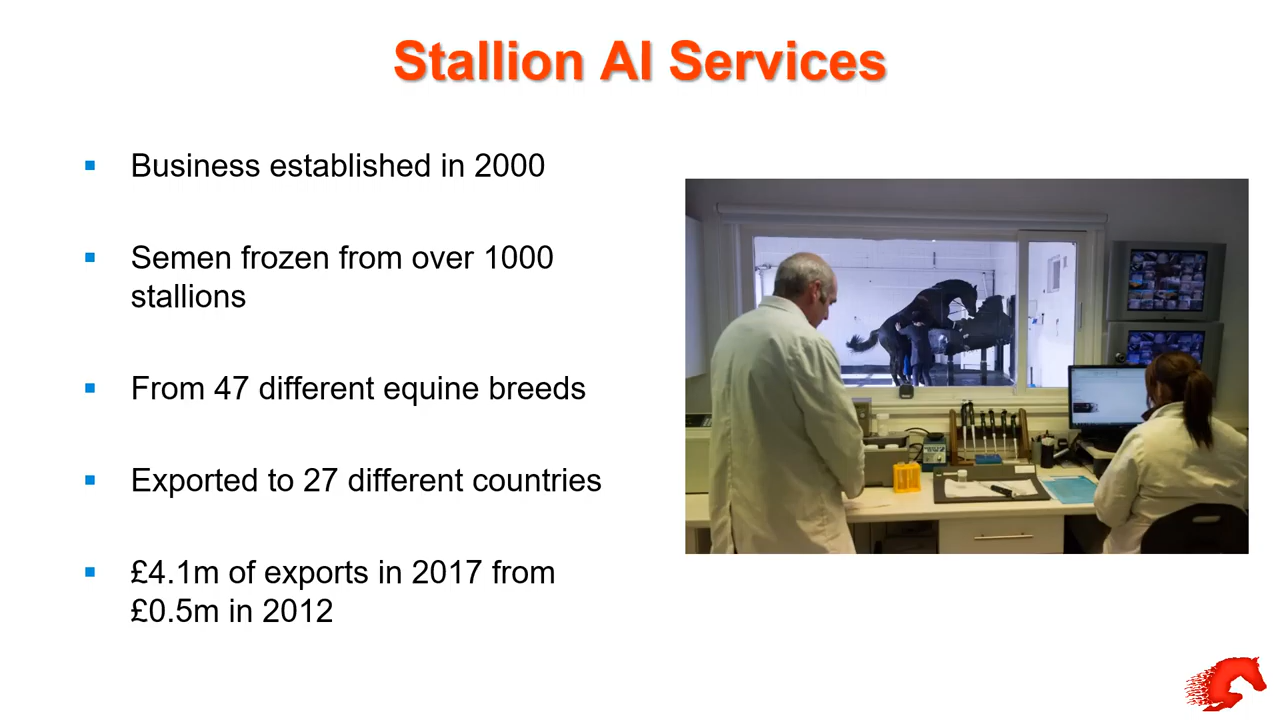 Stallion AI Services
Business established in 2000
Semen frozen from over 1000
stallions
From 47 different equine breeds
Exported to 27 different countries
£4.1m of exports in 2017 from
£0.5m in 2012